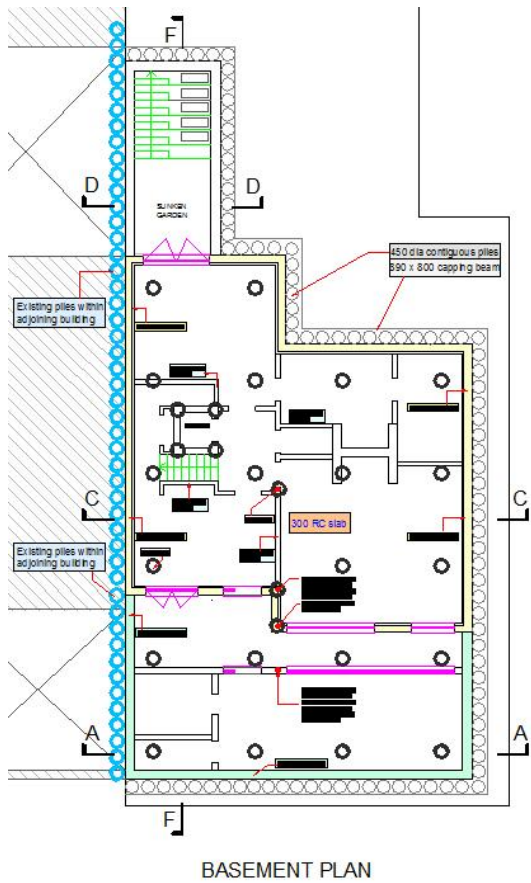 F
D
SUNKEN
GARDEN
D
450 dia contiguous piles
590 x 800 capping beam
Existing piles within
adjoining building
C
300 RC slab
C
Existing piles within
adjoining building
A
A
F
BASEMENT PLAN